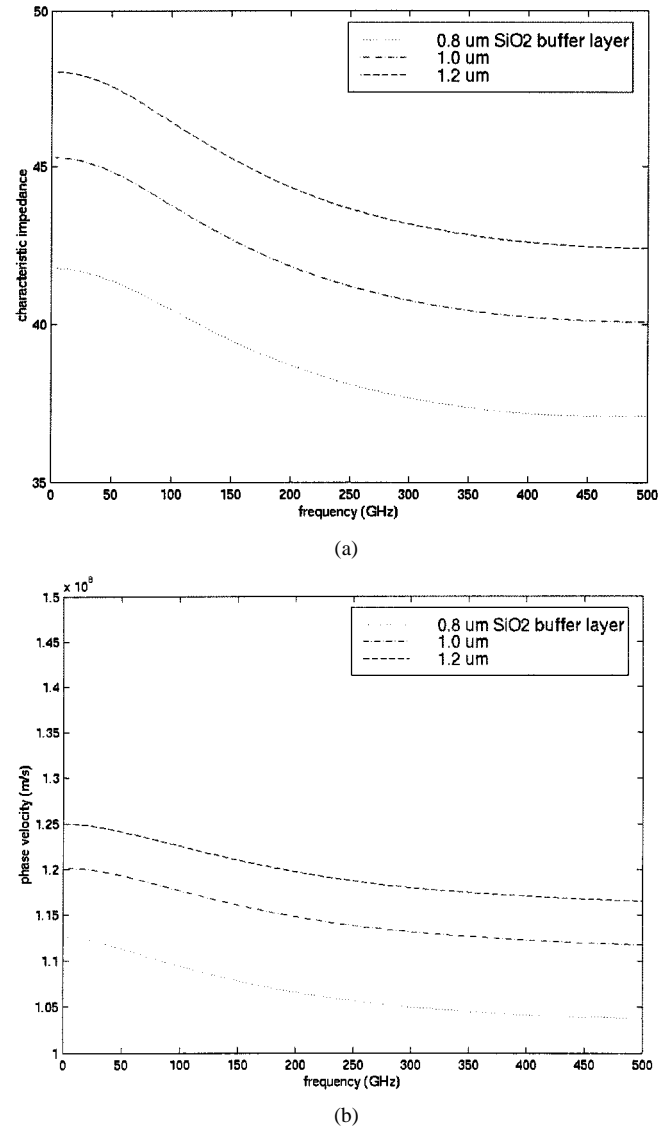 50
45
40
35
characteristic impedance
0.8 um SiO2 buffer layer
1.0 um
1.2 um
0 50 100 150 200 250 300 350 400 450 500
frequency (GHz)
(a)
x 10^8
1.5
1.45
1.4
1.35
1.3
1.25
1.2
1.15
1.1
1.05
1
phase velocity (m/s)
0.8 um SiO2 buffer layer
1.0 um
1.2 um
0 50 100 150 200 250 300 350 400 450 500
frequency (GHz)
(b)